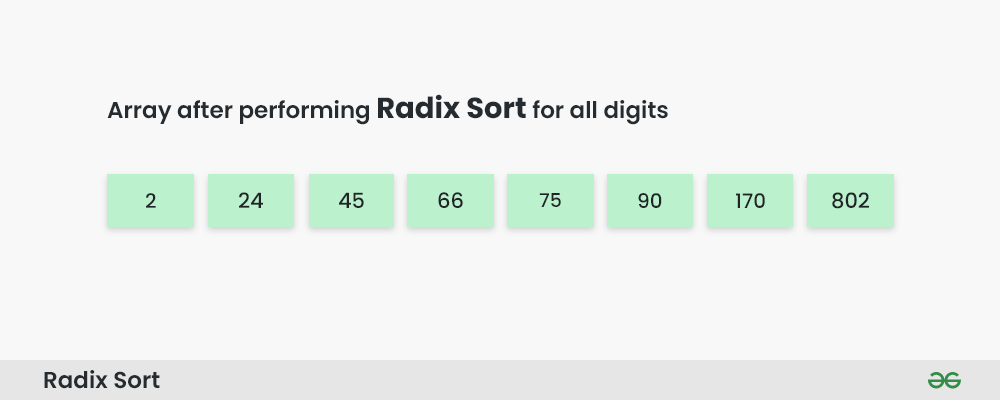 Array after performing Radix Sort for all digits
2 24 45 66 75 90 170 802
Radix Sort